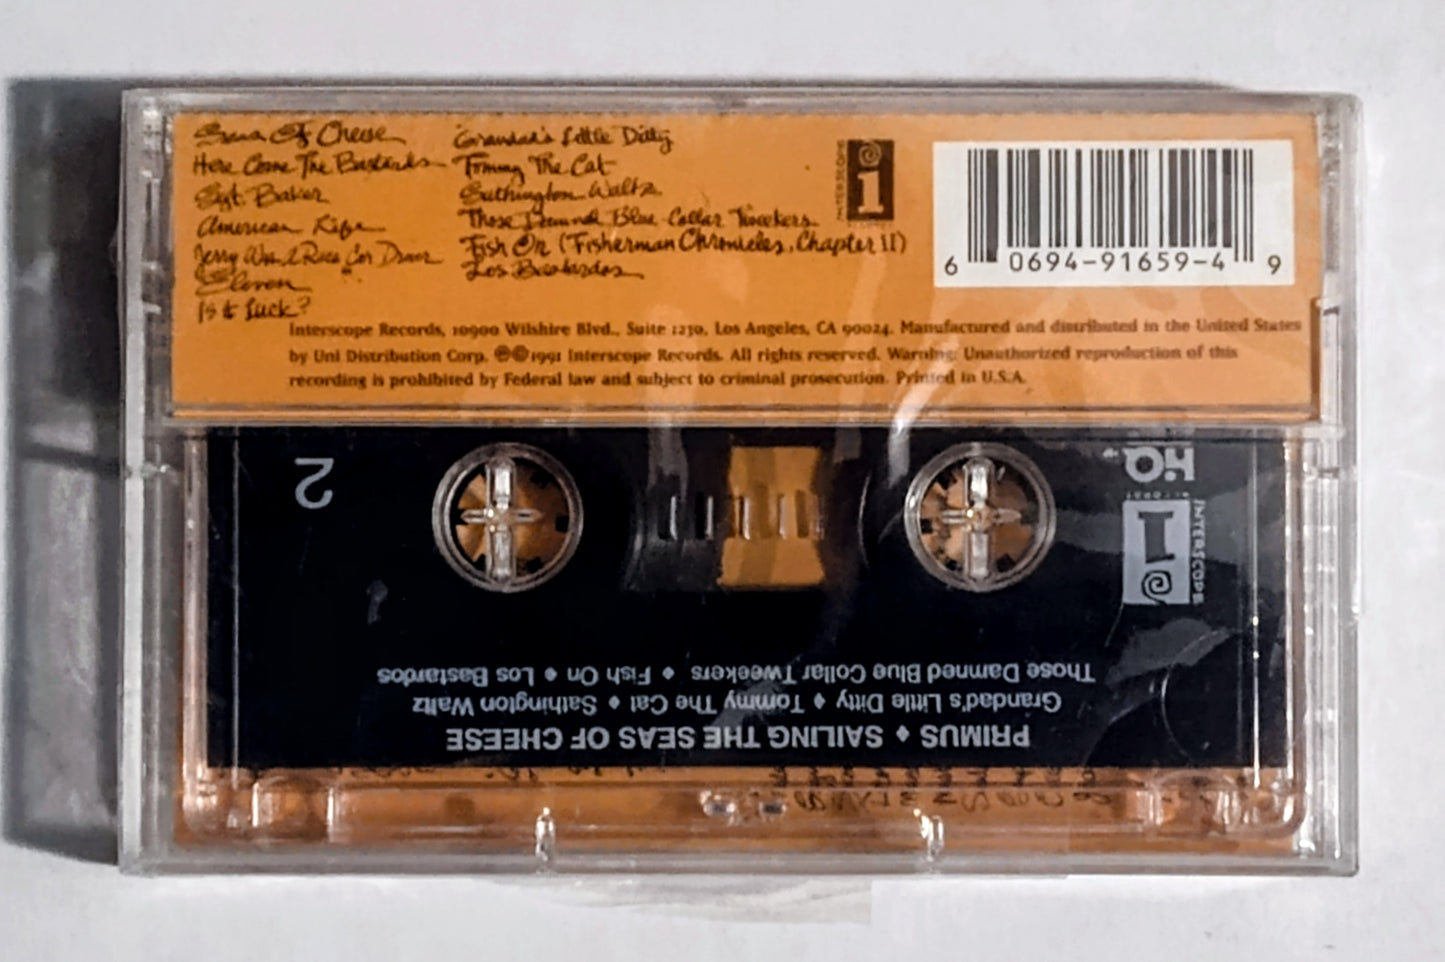 Seas Of Cheese
Here Come The Bastards
Sgt. Baker
American Life
Jerry Was A Race Car Driver
Eleven
Is it Luck?
Grandad's Little Ditty
Tommy The Cat
Sathington Waltz
Those Damned Blue-Collar Tweekers
Fish On (Fisherman Chronicles, Chapter II)
Los Bastardos
INTERSCOPE
i
6 0694-91659-4 9
Interscope Records, 10900 Wilshire Blvd., Suite 1230, Los Angeles, CA 90024. Manufactured and distributed in the United States
by Uni Distribution Corp. ℗©1991 Interscope Records. All rights reserved. Warning: Unauthorized reproduction of this
recording is prohibited by Federal law and subject to criminal prosecution. Printed in U.S.A.
PRIMUS ♦ SAILING THE SEAS OF CHEESE
Grandad's Little Ditty ♦ Tommy The Cat ♦ Sathington Waltz
Those Damned Blue Collar Tweekers ♦ Fish On ♦ Los Bastardos
INTERSCOPE
RECORDS
HiQ
2